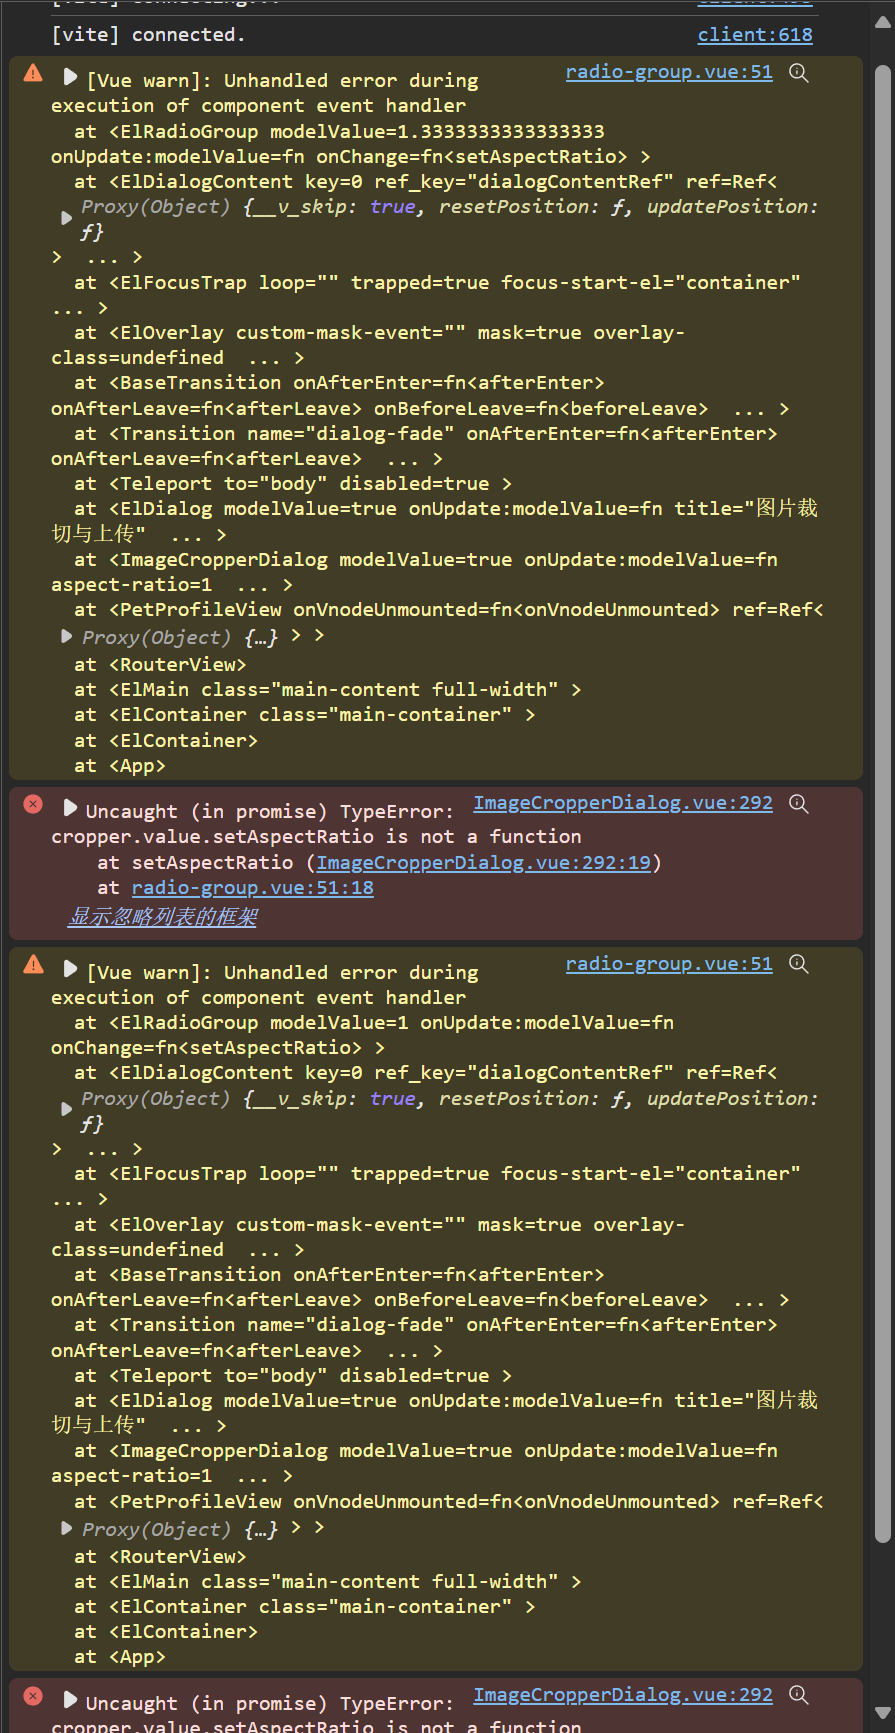 [vite] connecting...
client:495
[vite] connected.
client:618
[Vue warn]: Unhandled error during
radio-group.vue:51
execution of component event handler
at <ElRadioGroup modelValue=1.3333333333333333
onUpdate:modelValue=fn onChange=fn<setAspectRatio> >
at <ElDialogContent key=0 ref_key="dialogContentRef" ref=Ref<
Proxy(Object) {__v_skip: true, resetPosition: ƒ, updatePosition:
ƒ}
> ... >
at <ElFocusTrap loop="" trapped=true focus-start-el="container"
... >
at <ElOverlay custom-mask-event="" mask=true overlay-
class=undefined ... >
at <BaseTransition onAfterEnter=fn<afterEnter>
onAfterLeave=fn<afterLeave> onBeforeLeave=fn<beforeLeave> ... >
at <Transition name="dialog-fade" onAfterEnter=fn<afterEnter>
onAfterLeave=fn<afterLeave> ... >
at <Teleport to="body" disabled=true >
at <ElDialog modelValue=true onUpdate:modelValue=fn title="图片裁
切与上传" ... >
at <ImageCropperDialog modelValue=true onUpdate:modelValue=fn
aspect-ratio=1 ... >
at <PetProfileView onVnodeUnmounted=fn<onVnodeUnmounted> ref=Ref<
Proxy(Object) {…} > >
at <RouterView>
at <ElMain class="main-content full-width" >
at <ElContainer class="main-container" >
at <ElContainer>
at <App>
Uncaught (in promise) TypeError:
ImageCropperDialog.vue:292
cropper.value.setAspectRatio is not a function
at setAspectRatio (ImageCropperDialog.vue:292:19)
at radio-group.vue:51:18
显示忽略列表的框架
[Vue warn]: Unhandled error during
radio-group.vue:51
execution of component event handler
at <ElRadioGroup modelValue=1 onUpdate:modelValue=fn
onChange=fn<setAspectRatio> >
at <ElDialogContent key=0 ref_key="dialogContentRef" ref=Ref<
Proxy(Object) {__v_skip: true, resetPosition: ƒ, updatePosition:
ƒ}
> ... >
at <ElFocusTrap loop="" trapped=true focus-start-el="container"
... >
at <ElOverlay custom-mask-event="" mask=true overlay-
class=undefined ... >
at <BaseTransition onAfterEnter=fn<afterEnter>
onAfterLeave=fn<afterLeave> onBeforeLeave=fn<beforeLeave> ... >
at <Transition name="dialog-fade" onAfterEnter=fn<afterEnter>
onAfterLeave=fn<afterLeave> ... >
at <Teleport to="body" disabled=true >
at <ElDialog modelValue=true onUpdate:modelValue=fn title="图片裁
切与上传" ... >
at <ImageCropperDialog modelValue=true onUpdate:modelValue=fn
aspect-ratio=1 ... >
at <PetProfileView onVnodeUnmounted=fn<onVnodeUnmounted> ref=Ref<
Proxy(Object) {…} > >
at <RouterView>
at <ElMain class="main-content full-width" >
at <ElContainer class="main-container" >
at <ElContainer>
at <App>
Uncaught (in promise) TypeError:
ImageCropperDialog.vue:292
cropper.value.setAspectRatio is not a function